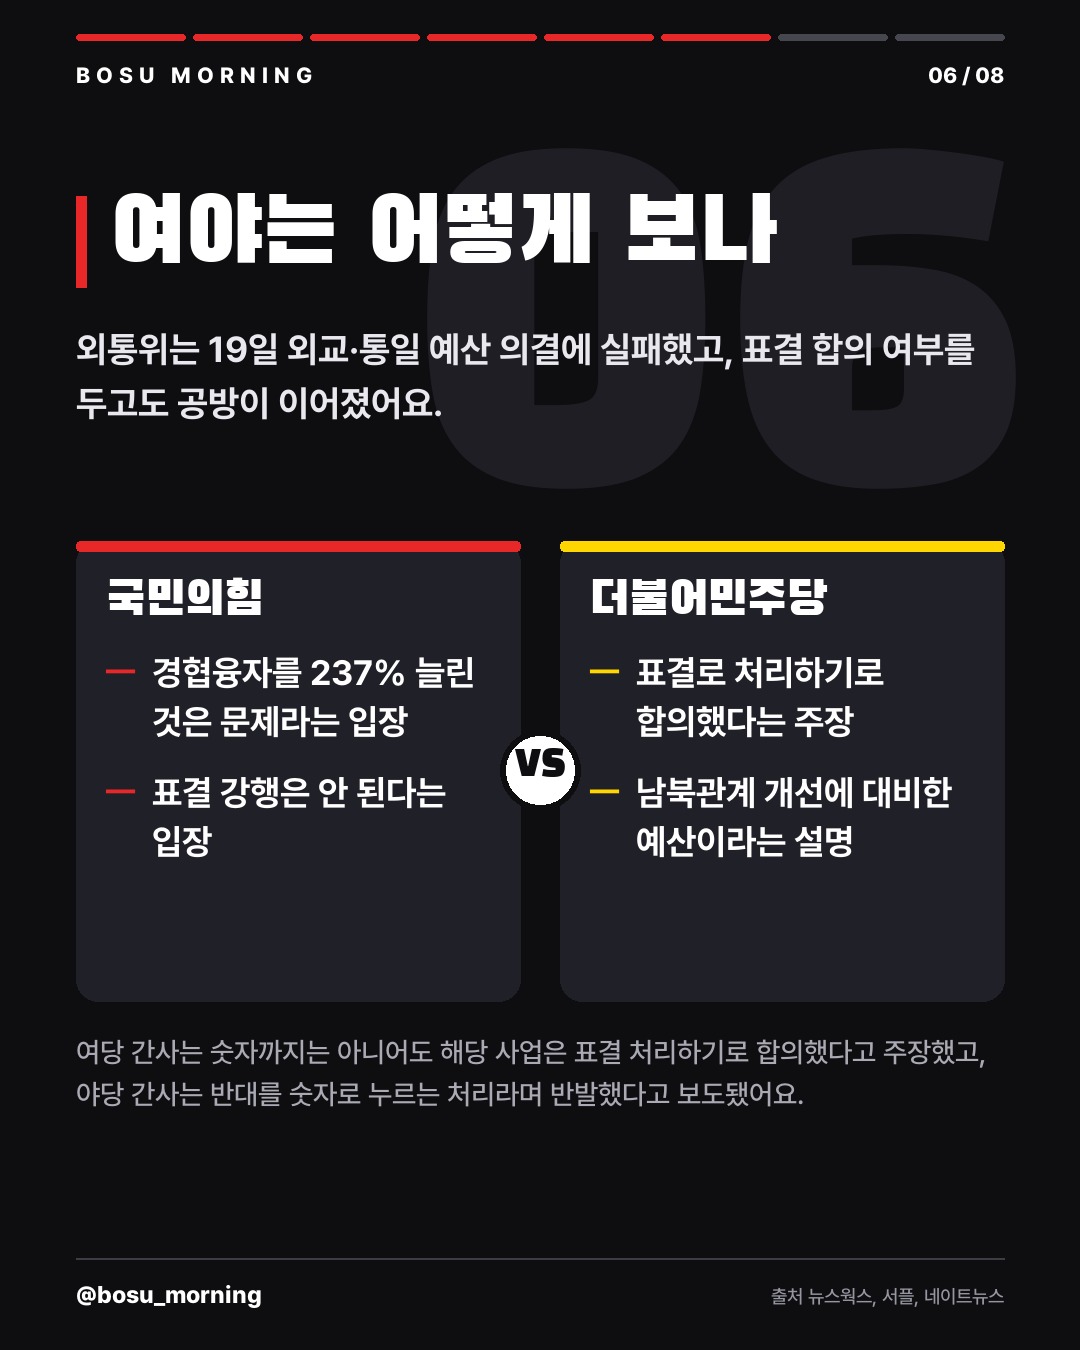 BOSU MORNING
06 / 08
06
여야는 어떻게 보나
외통위는 19일 외교·통일 예산 의결에 실패했고, 표결 합의 여부를
두고도 공방이 이어졌어요.
국민의힘
경협융자를 237% 늘린
것은 문제라는 입장
표결 강행은 안 된다는
입장
VS
더불어민주당
표결로 처리하기로
합의했다는 주장
남북관계 개선에 대비한
예산이라는 설명
여당 간사는 숫자까지는 아니어도 해당 사업은 표결 처리하기로 합의했다고 주장했고,
야당 간사는 반대를 숫자로 누르는 처리라며 반발했다고 보도됐어요.
@bosu_morning
출처 뉴스웍스, 서플, 네이트뉴스